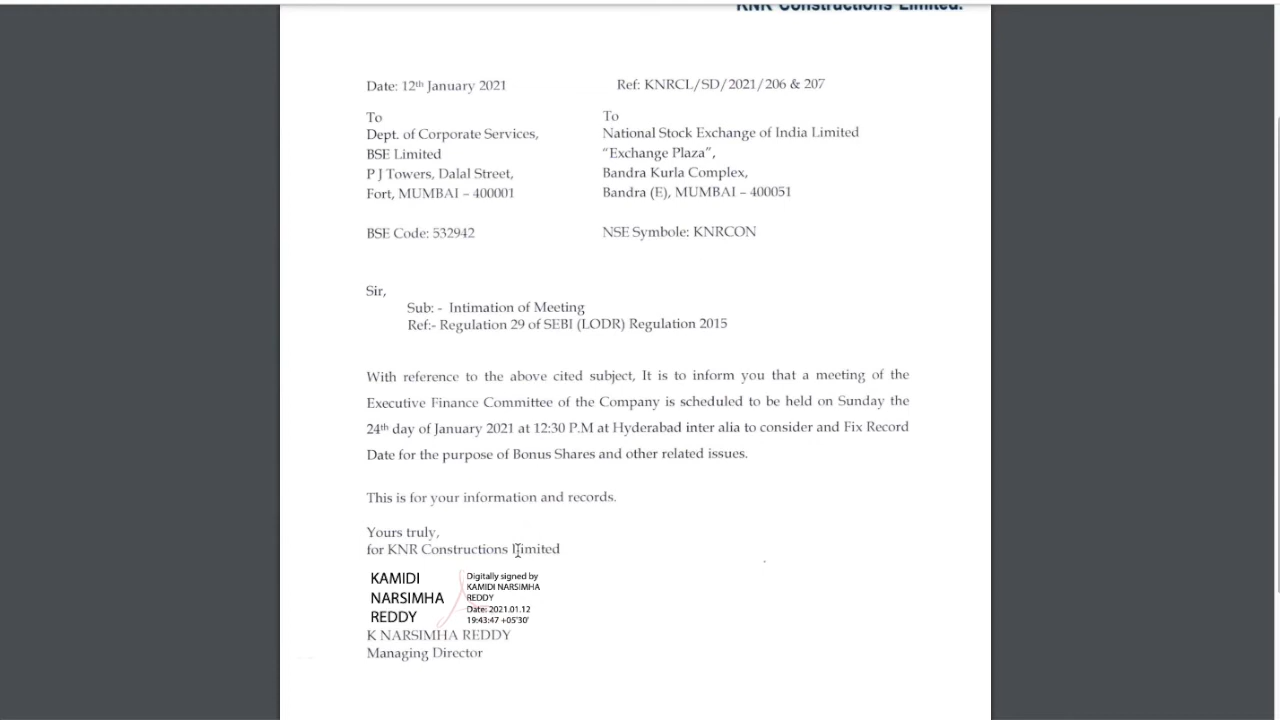 KNR Constructions Limited.
Date: 12th January 2021
Ref: KNRCL/SD/2021/206 & 207
To
Dept. of Corporate Services,
BSE Limited
P J Towers, Dalal Street,
Fort, MUMBAI – 400001
To
National Stock Exchange of India Limited
“Exchange Plaza”,
Bandra Kurla Complex,
Bandra (E), MUMBAI – 400051
BSE Code: 532942
NSE Symbole: KNRCON
Sir,
Sub: - Intimation of Meeting
Ref:- Regulation 29 of SEBI (LODR) Regulation 2015
With reference to the above cited subject, It is to inform you that a meeting of the
Executive Finance Committee of the Company is scheduled to be held on Sunday the
24th day of January 2021 at 12:30 P.M at Hyderabad inter alia to consider and Fix Record
Date for the purpose of Bonus Shares and other related issues.
This is for your information and records.
Yours truly,
for KNR Constructions Limited
KAMIDI
NARSIMHA
REDDY
Digitally signed by
KAMIDI NARSIMHA
REDDY
Date: 2021.01.12
19:43:47 +05'30'
K NARSIMHA REDDY
Managing Director